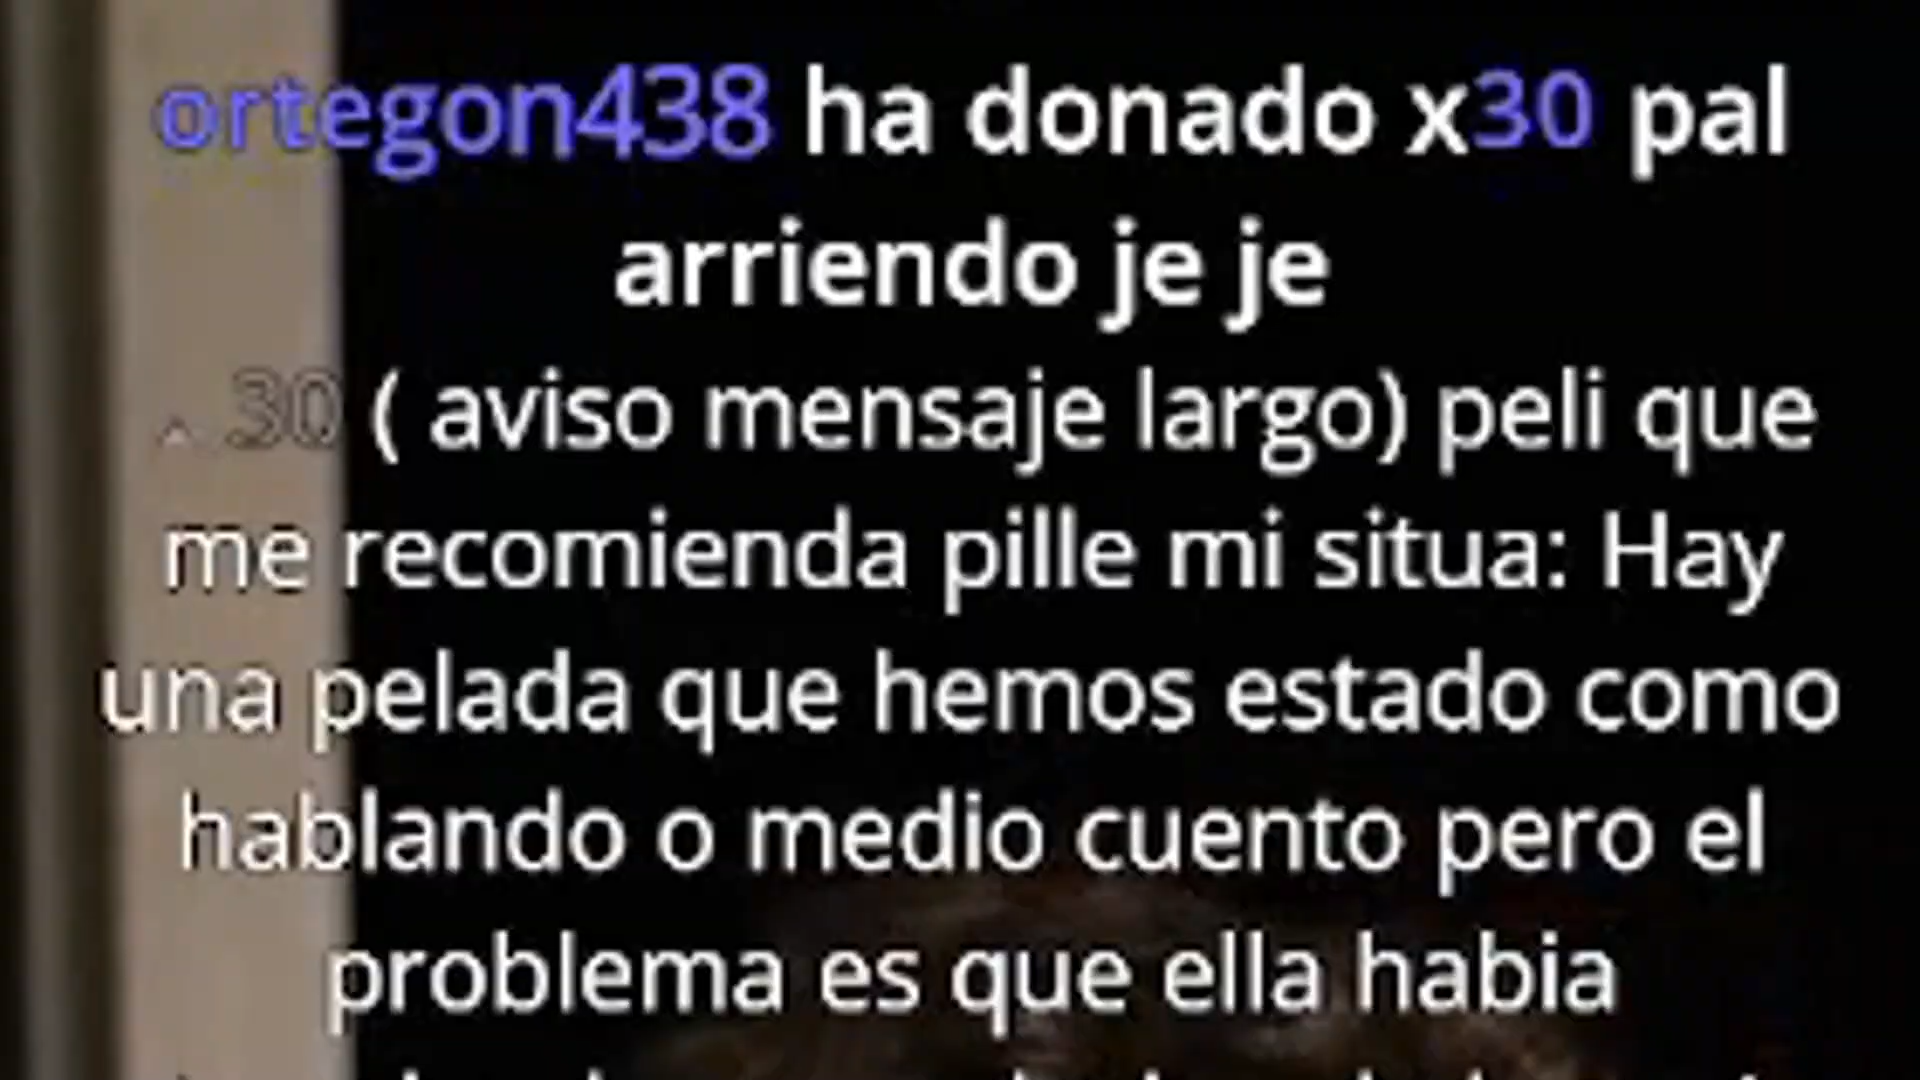 ortegon438 ha donado x30 pal
arriendo je je
30 ( aviso mensaje largo) peli que
me recomienda pille mi situa: Hay
una pelada que hemos estado como
hablando o medio cuento pero el
problema es que ella habia